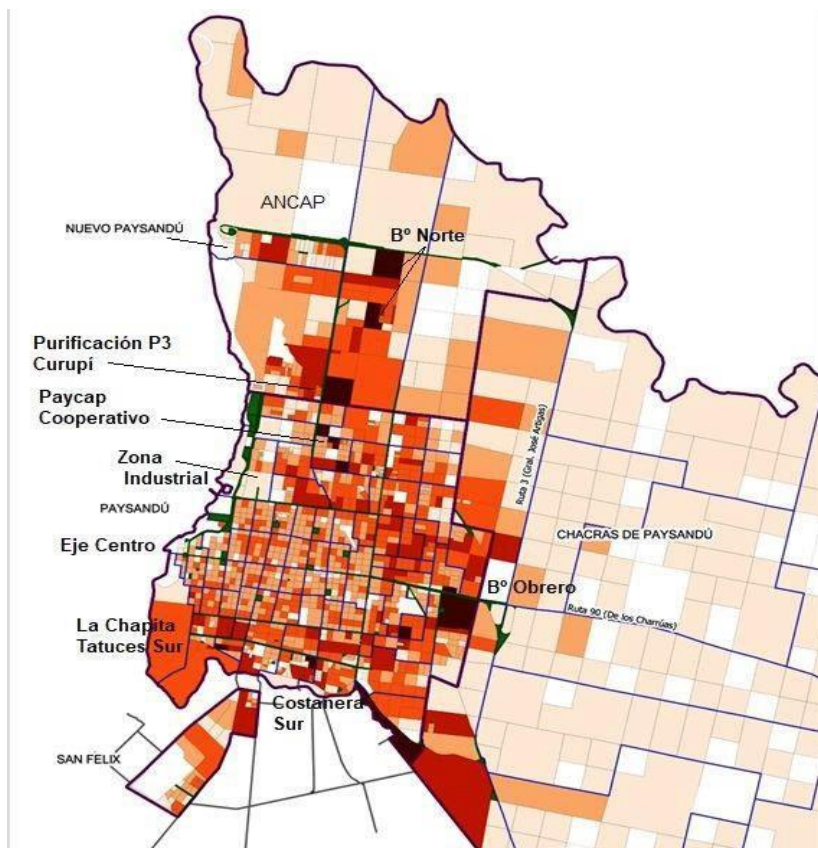 ANCAP
NUEVO PAYSANDÚ
Bº Norte
Purificación P3
Curupí
Paycap
Cooperativo
Zona
Industrial
PAYSANDÚ
Eje Centro
Ruta 3 (Gral. José Artigas)
CHACRAS DE PAYSANDÚ
Bº Obrero
Ruta 90 (De los Charrúas)
La Chapita
Tatuces Sur
Costanera
Sur
SAN FELIX